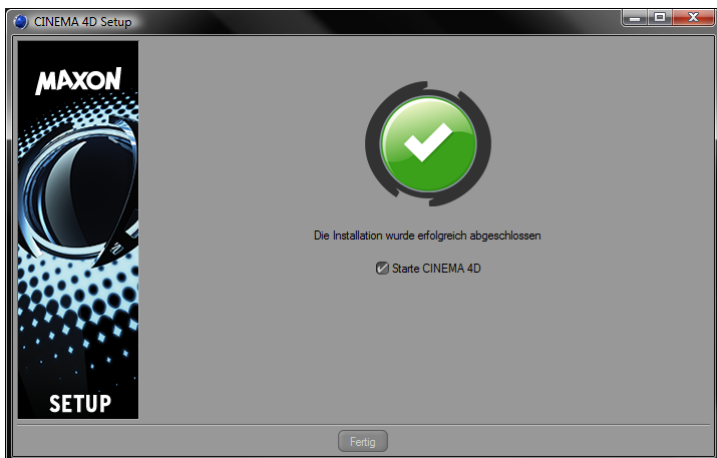 CINEMA 4D Setup
MAXON
Die Installation wurde erfolgreich abgeschlossen
Starte CINEMA 4D
SETUP
Fertig